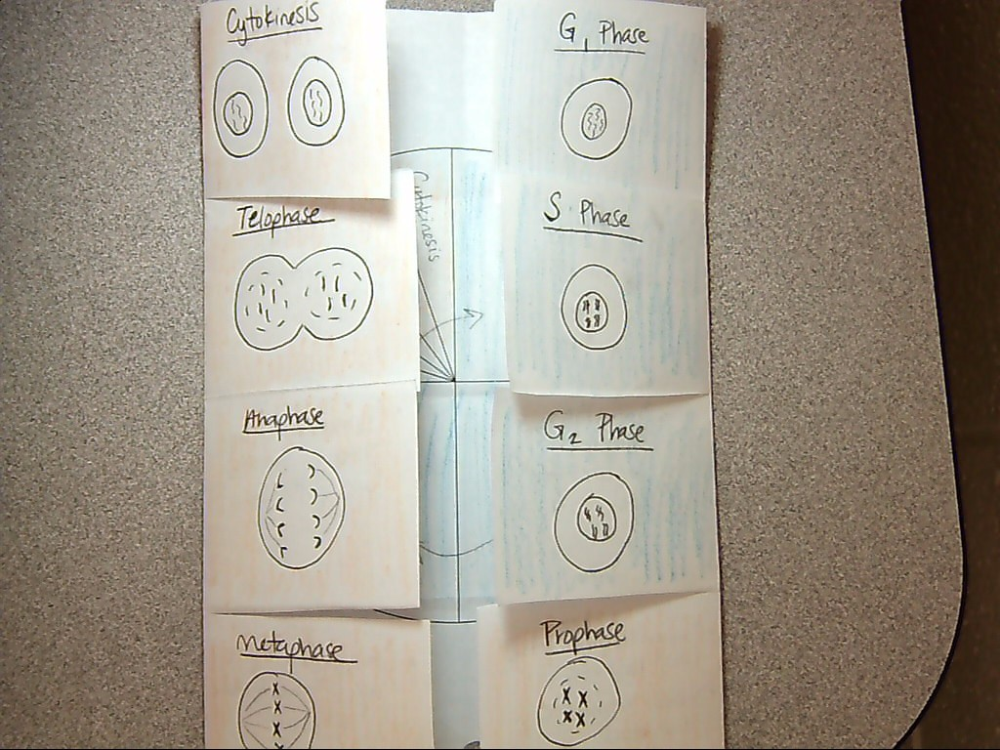 Cytokinesis
G1 Phase
Cytokinesis
Telophase
S Phase
Anaphase
G2 Phase
Metaphase
Prophase